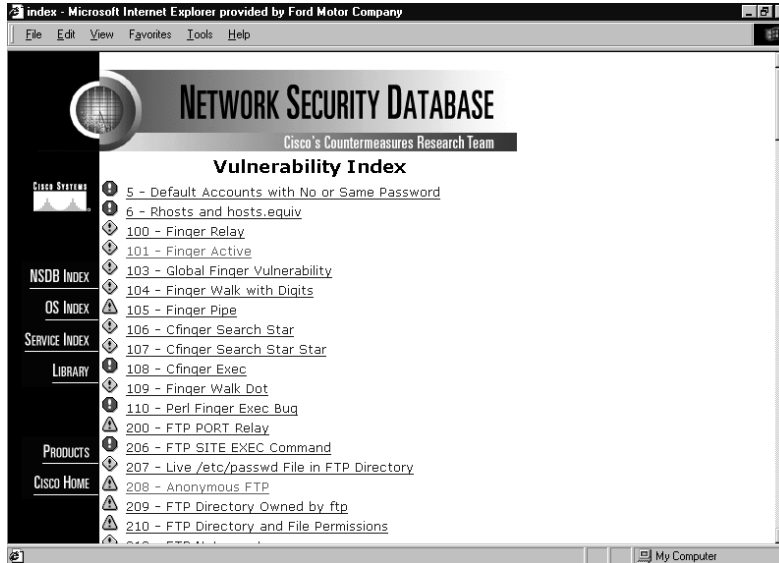 index - Microsoft Internet Explorer provided by Ford Motor Company
File Edit View Favorites Tools Help
NETWORK SECURITY DATABASE
Cisco's Countermeasures Research Team
Vulnerability Index
CISCO SYSTEMS
5 - Default Accounts with No or Same Password
6 - Rhosts and hosts.equiv
100 - Finger Relay
101 - Finger Active
103 - Global Finger Vulnerability
104 - Finger Walk with Digits
105 - Finger Pipe
106 - Cfinger Search Star
107 - Cfinger Search Star Star
108 - Cfinger Exec
109 - Finger Walk Dot
110 - Perl Finger Exec Bug
200 - FTP PORT Relay
206 - FTP SITE EXEC Command
207 - Live /etc/passwd File in FTP Directory
208 - Anonymous FTP
209 - FTP Directory Owned by ftp
210 - FTP Directory and File Permissions
NSDB INDEX
OS INDEX
SERVICE INDEX
LIBRARY
PRODUCTS
CISCO HOME
My Computer